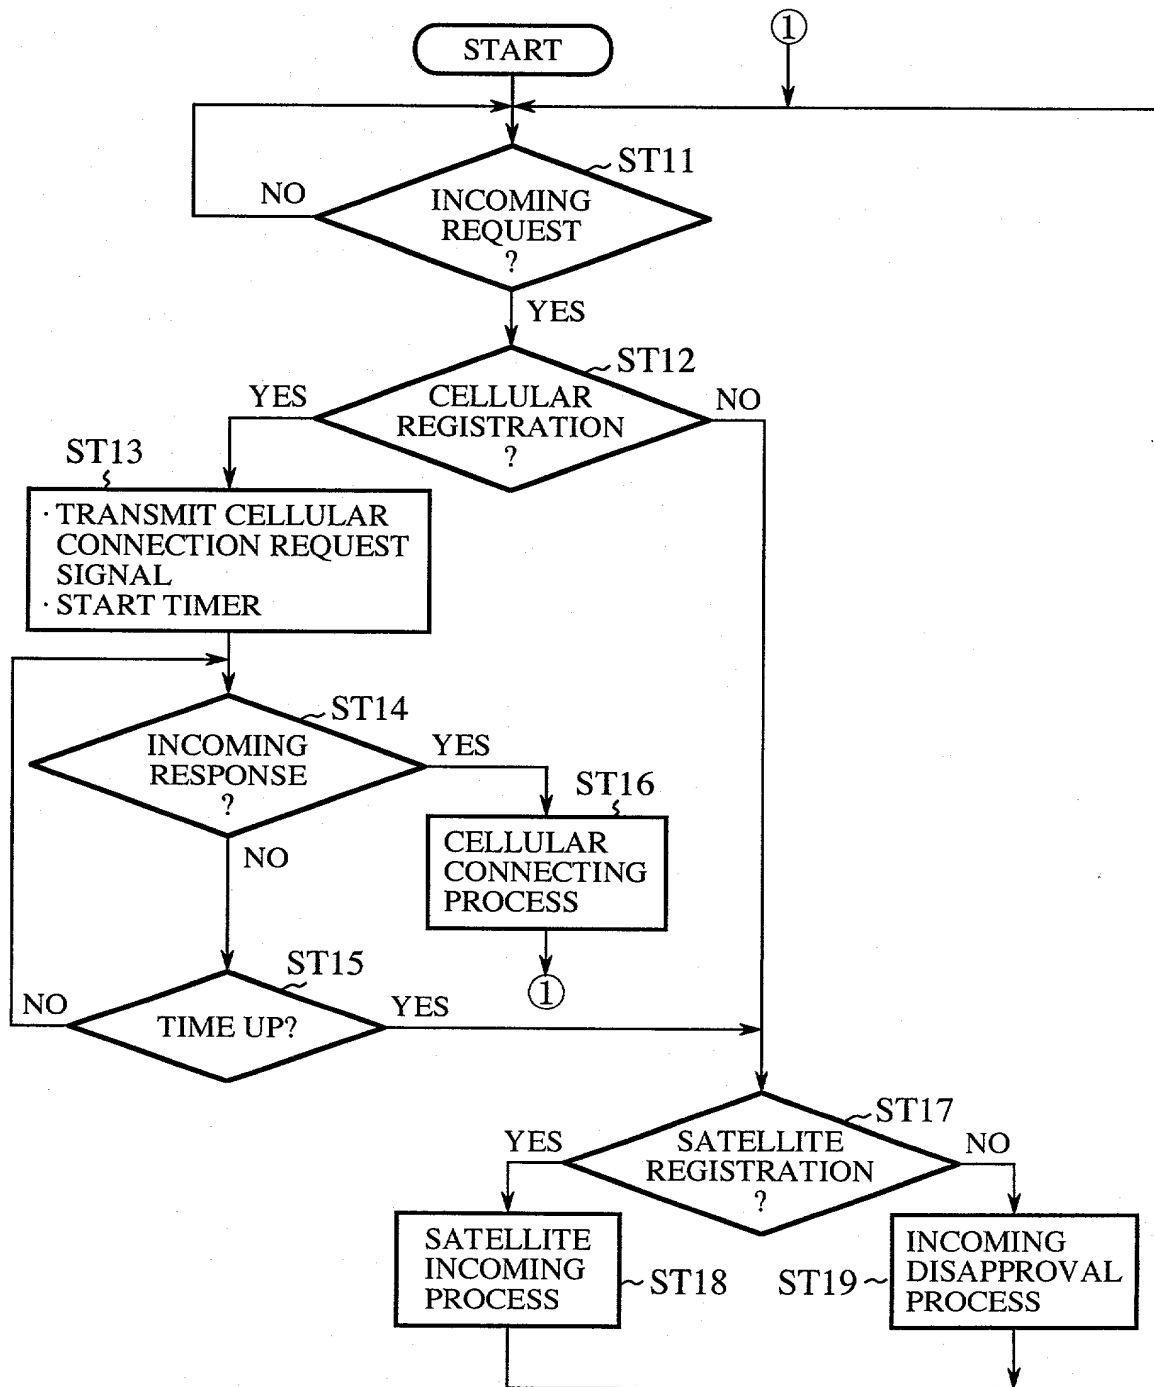 START
①
ST11
NO
INCOMING
REQUEST
?
YES
ST12
YES
CELLULAR
REGISTRATION
?
NO
ST13
· TRANSMIT CELLULAR
CONNECTION REQUEST
SIGNAL
· START TIMER
ST14
INCOMING
RESPONSE
?
YES
NO
ST16
CELLULAR
CONNECTING
PROCESS
①
ST15
NO
TIME UP?
YES
ST17
YES
SATELLITE
REGISTRATION
?
NO
SATELLITE
INCOMING
PROCESS
ST18
ST19
INCOMING
DISAPPROVAL
PROCESS